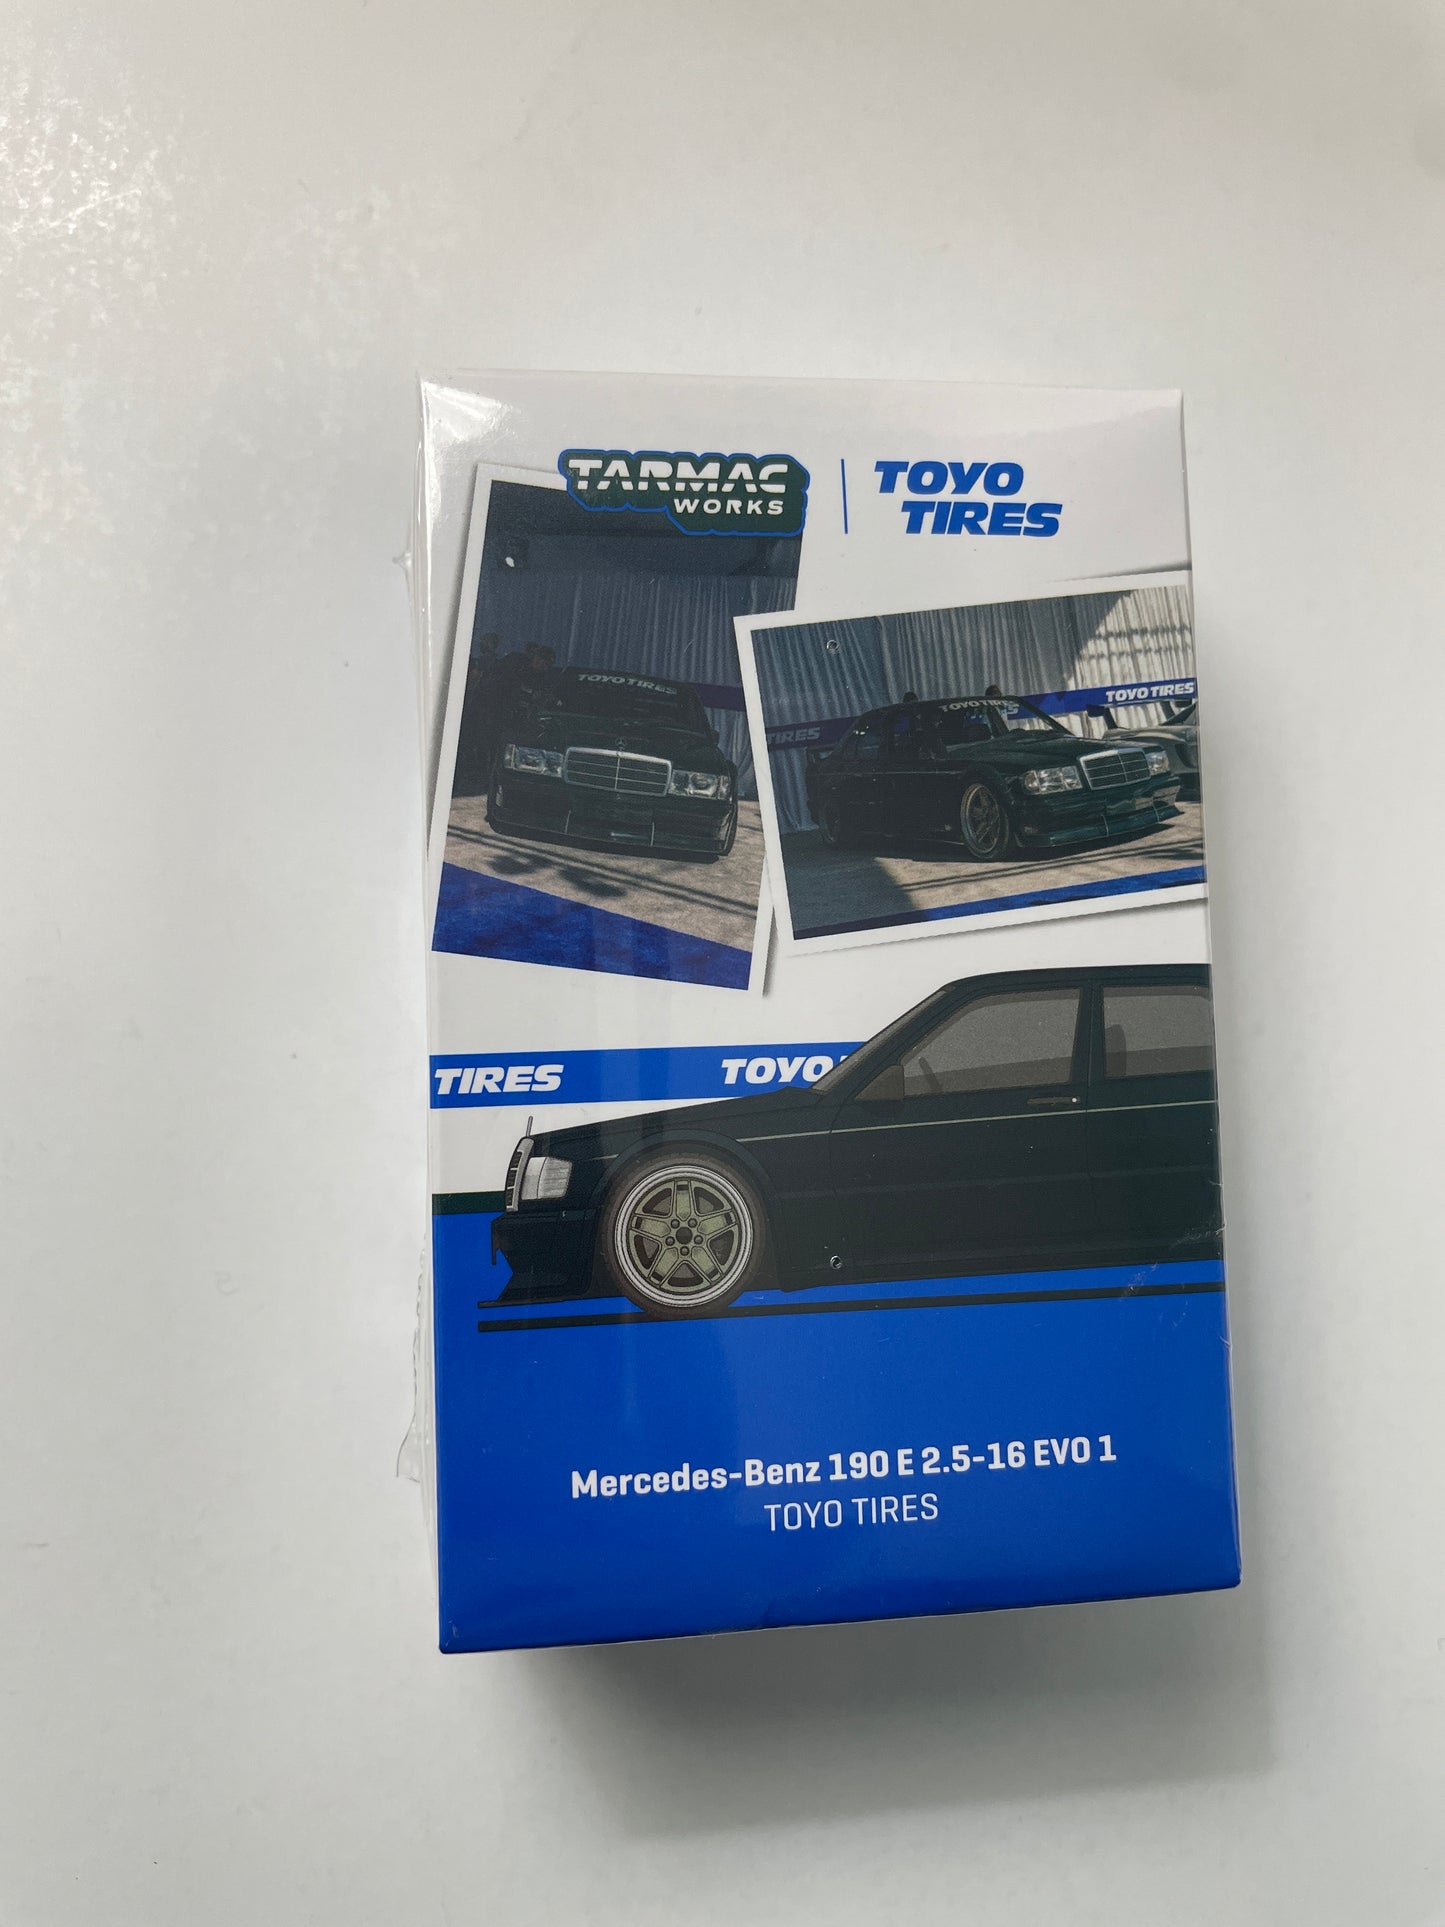 TARMAC
WORKS
TOYO
TIRES
TOYO TIRES
TOYO TIRES
TIRES
TOYO TIRES
TIRES
TOYO
Mercedes-Benz 190 E 2.5-16 EVO 1
TOYO TIRES